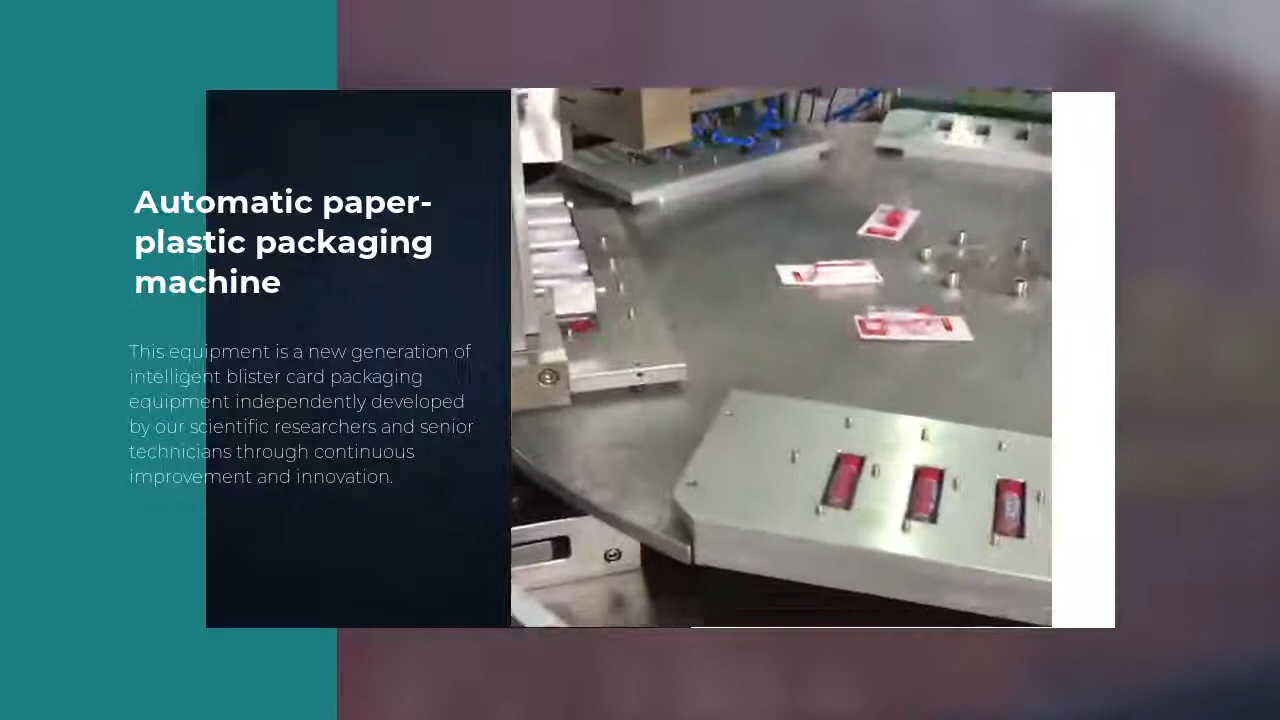 Automatic paper-
plastic packaging
machine
This equipment is a new generation of
intelligent blister card packaging
equipment independently developed
by our scientific researchers and senior
technicians through continuous
improvement and innovation.